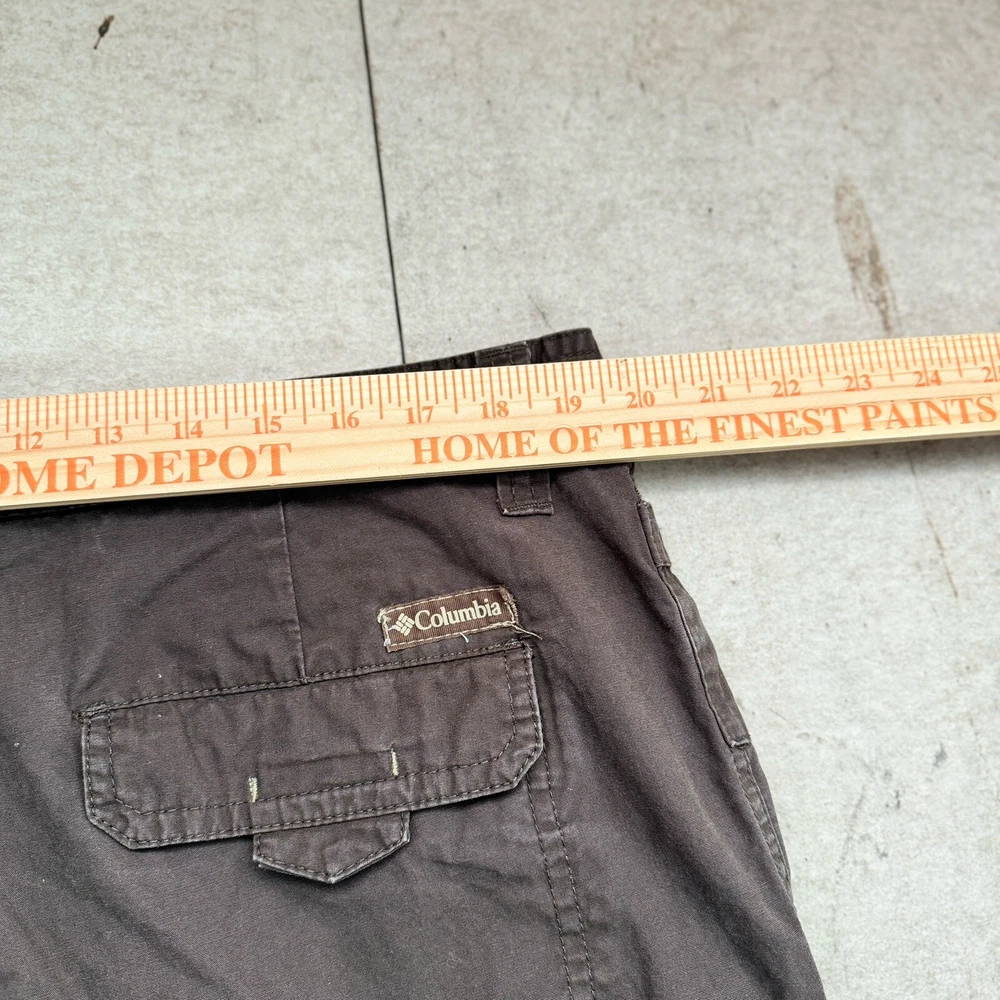 12 13 14 15 16 17 18 19 20 21 22 23 24
OME DEPOT HOME OF THE FINEST PAINTS
Columbia